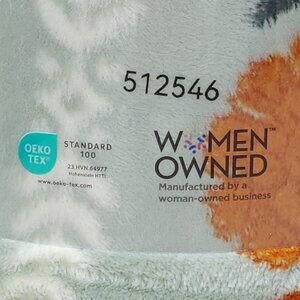 512546
OEKO
TEX®
STANDARD
100
23.HVN.64977
Hohenstein HTTI
www.oeko-tex.com
WOMEN™
OWNED
Manufactured by a
woman-owned business